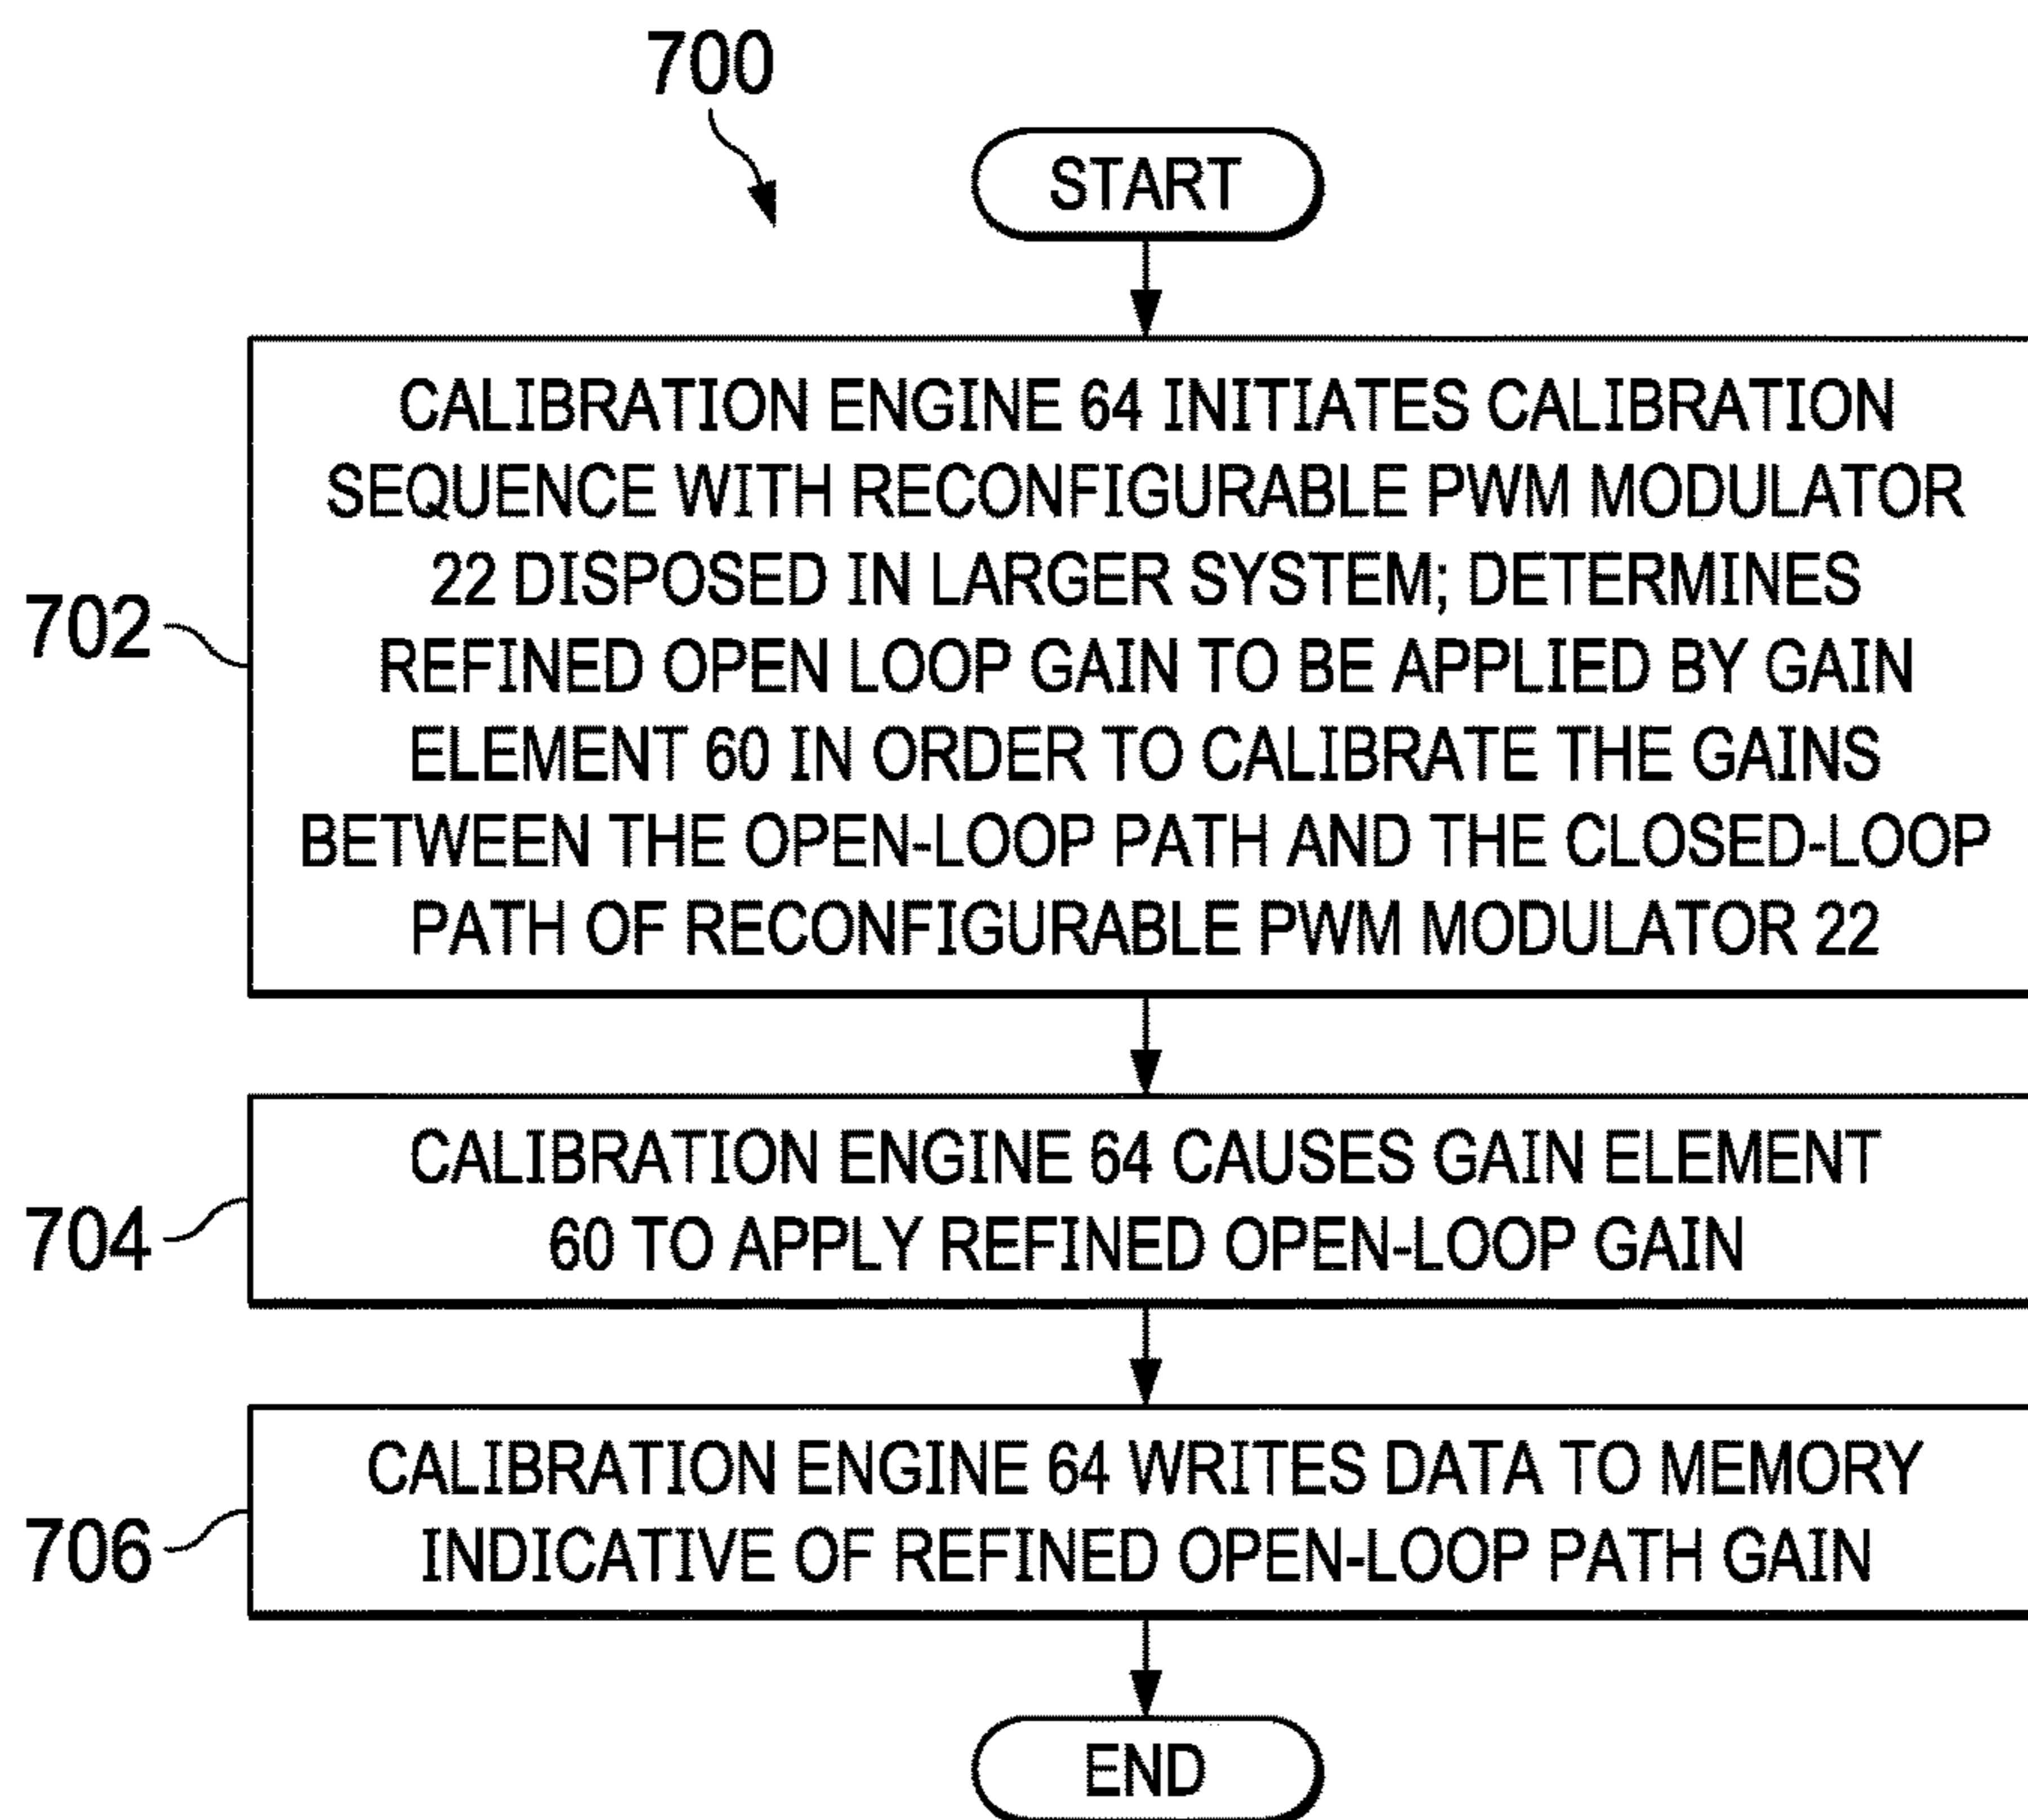 700
START
702
CALIBRATION ENGINE 64 INITIATES CALIBRATION
SEQUENCE WITH RECONFIGURABLE PWM MODULATOR
22 DISPOSED IN LARGER SYSTEM; DETERMINES
REFINED OPEN LOOP GAIN TO BE APPLIED BY GAIN
ELEMENT 60 IN ORDER TO CALIBRATE THE GAINS
BETWEEN THE OPEN-LOOP PATH AND THE CLOSED-LOOP
PATH OF RECONFIGURABLE PWM MODULATOR 22
704
CALIBRATION ENGINE 64 CAUSES GAIN ELEMENT
60 TO APPLY REFINED OPEN-LOOP GAIN
706
CALIBRATION ENGINE 64 WRITES DATA TO MEMORY
INDICATIVE OF REFINED OPEN-LOOP PATH GAIN
END